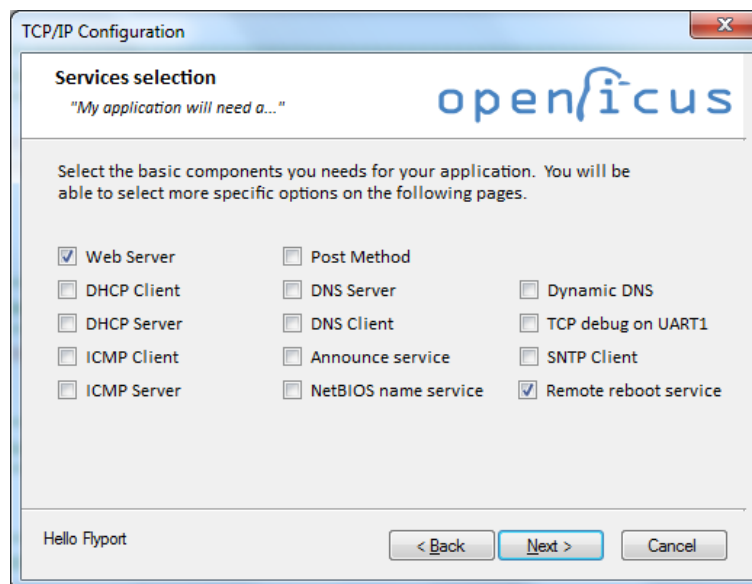 TCP/IP Configuration
X
Services selection
"My application will need a..."
openicus
Select the basic components you needs for your application. You will be
able to select more specific options on the following pages.
Web Server
Post Method
DHCP Client
DNS Server
Dynamic DNS
DHCP Server
DNS Client
TCP debug on UART1
ICMP Client
Announce service
SNTP Client
ICMP Server
NetBIOS name service
Remote reboot service
Hello Flyport
< Back
Next >
Cancel